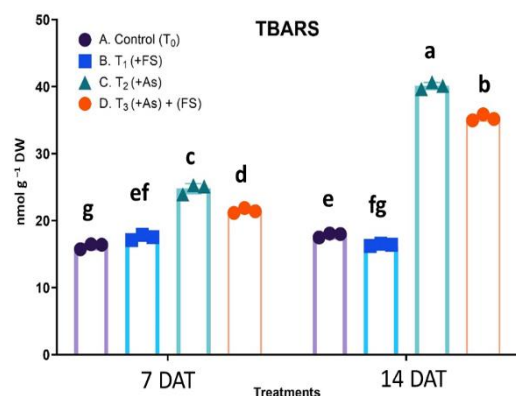 TBARS
A. Control (T₀)
B. T₁ (+FS)
C. T₂ (+As)
D. T₃ (+As) + (FS)
nmol g⁻¹ DW
50
40
30
20
10
0
g
ef
c
d
e
fg
a
b
7 DAT
14 DAT
Treatments